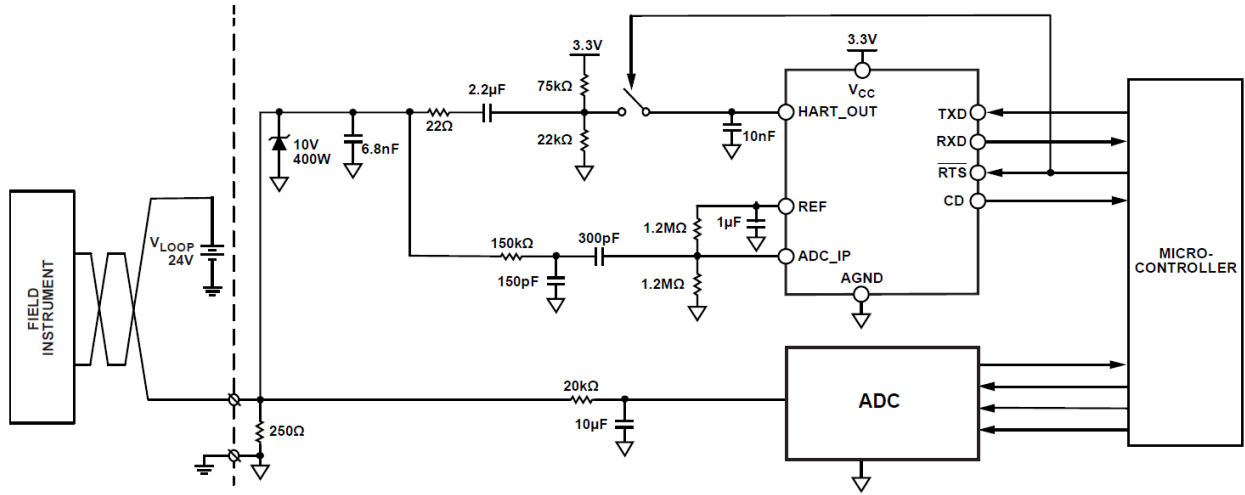 3.3V
3.3V
VCC
2.2µF
75kΩ
22Ω
22kΩ
10nF
HART_OUT
TXD
RXD
RTS
CD
10V
400W
6.8nF
REF
1µF
1.2MΩ
150kΩ
300pF
ADC_IP
150pF
1.2MΩ
AGND
VLOOP
24V
FIELD
INSTRUMENT
MICRO-
CONTROLLER
20kΩ
10µF
250Ω
ADC